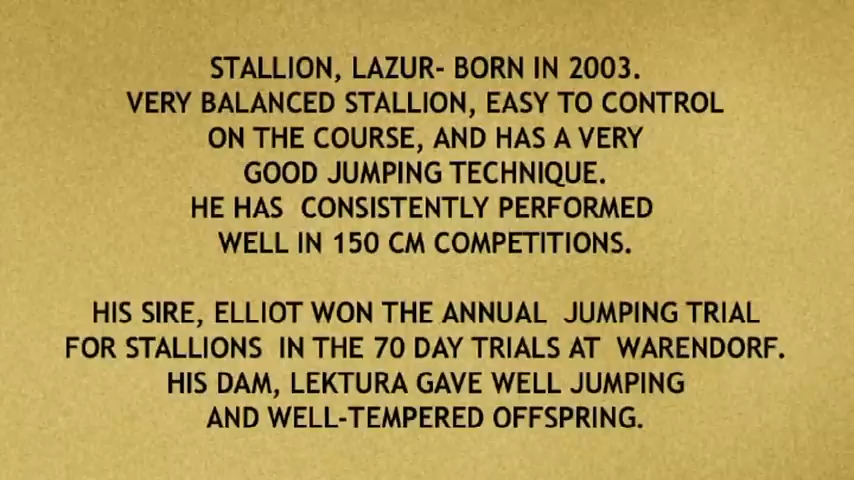 STALLION, LAZUR- BORN IN 2003.
VERY BALANCED STALLION, EASY TO CONTROL
ON THE COURSE, AND HAS A VERY
GOOD JUMPING TECHNIQUE.
HE HAS  CONSISTENTLY PERFORMED
WELL IN 150 CM COMPETITIONS.
HIS SIRE, ELLIOT WON THE ANNUAL  JUMPING TRIAL
FOR STALLIONS  IN THE 70 DAY TRIALS AT  WARENDORF.
HIS DAM, LEKTURA GAVE WELL JUMPING
AND WELL-TEMPERED OFFSPRING.